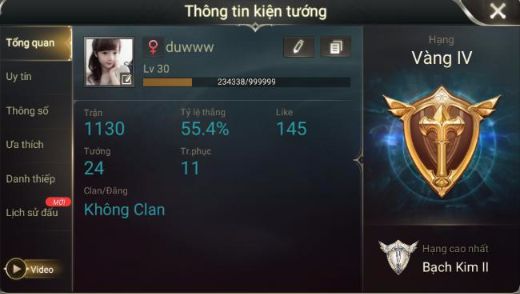 Thông tin kiện tướng
Tổng quan
Uy tín
Thông số
Ưa thích
Danh thiếp
Lịch sử đấu
MỚI
Video
duwww
Lv 30
234338/999999
Trận
Tỷ lệ thắng
Like
1130
55.4%
145
Tướng
Tr.phục
24
11
Clan/Đảng
Không Clan
Hạng
Vàng IV
Hạng cao nhất
Bạch Kim II